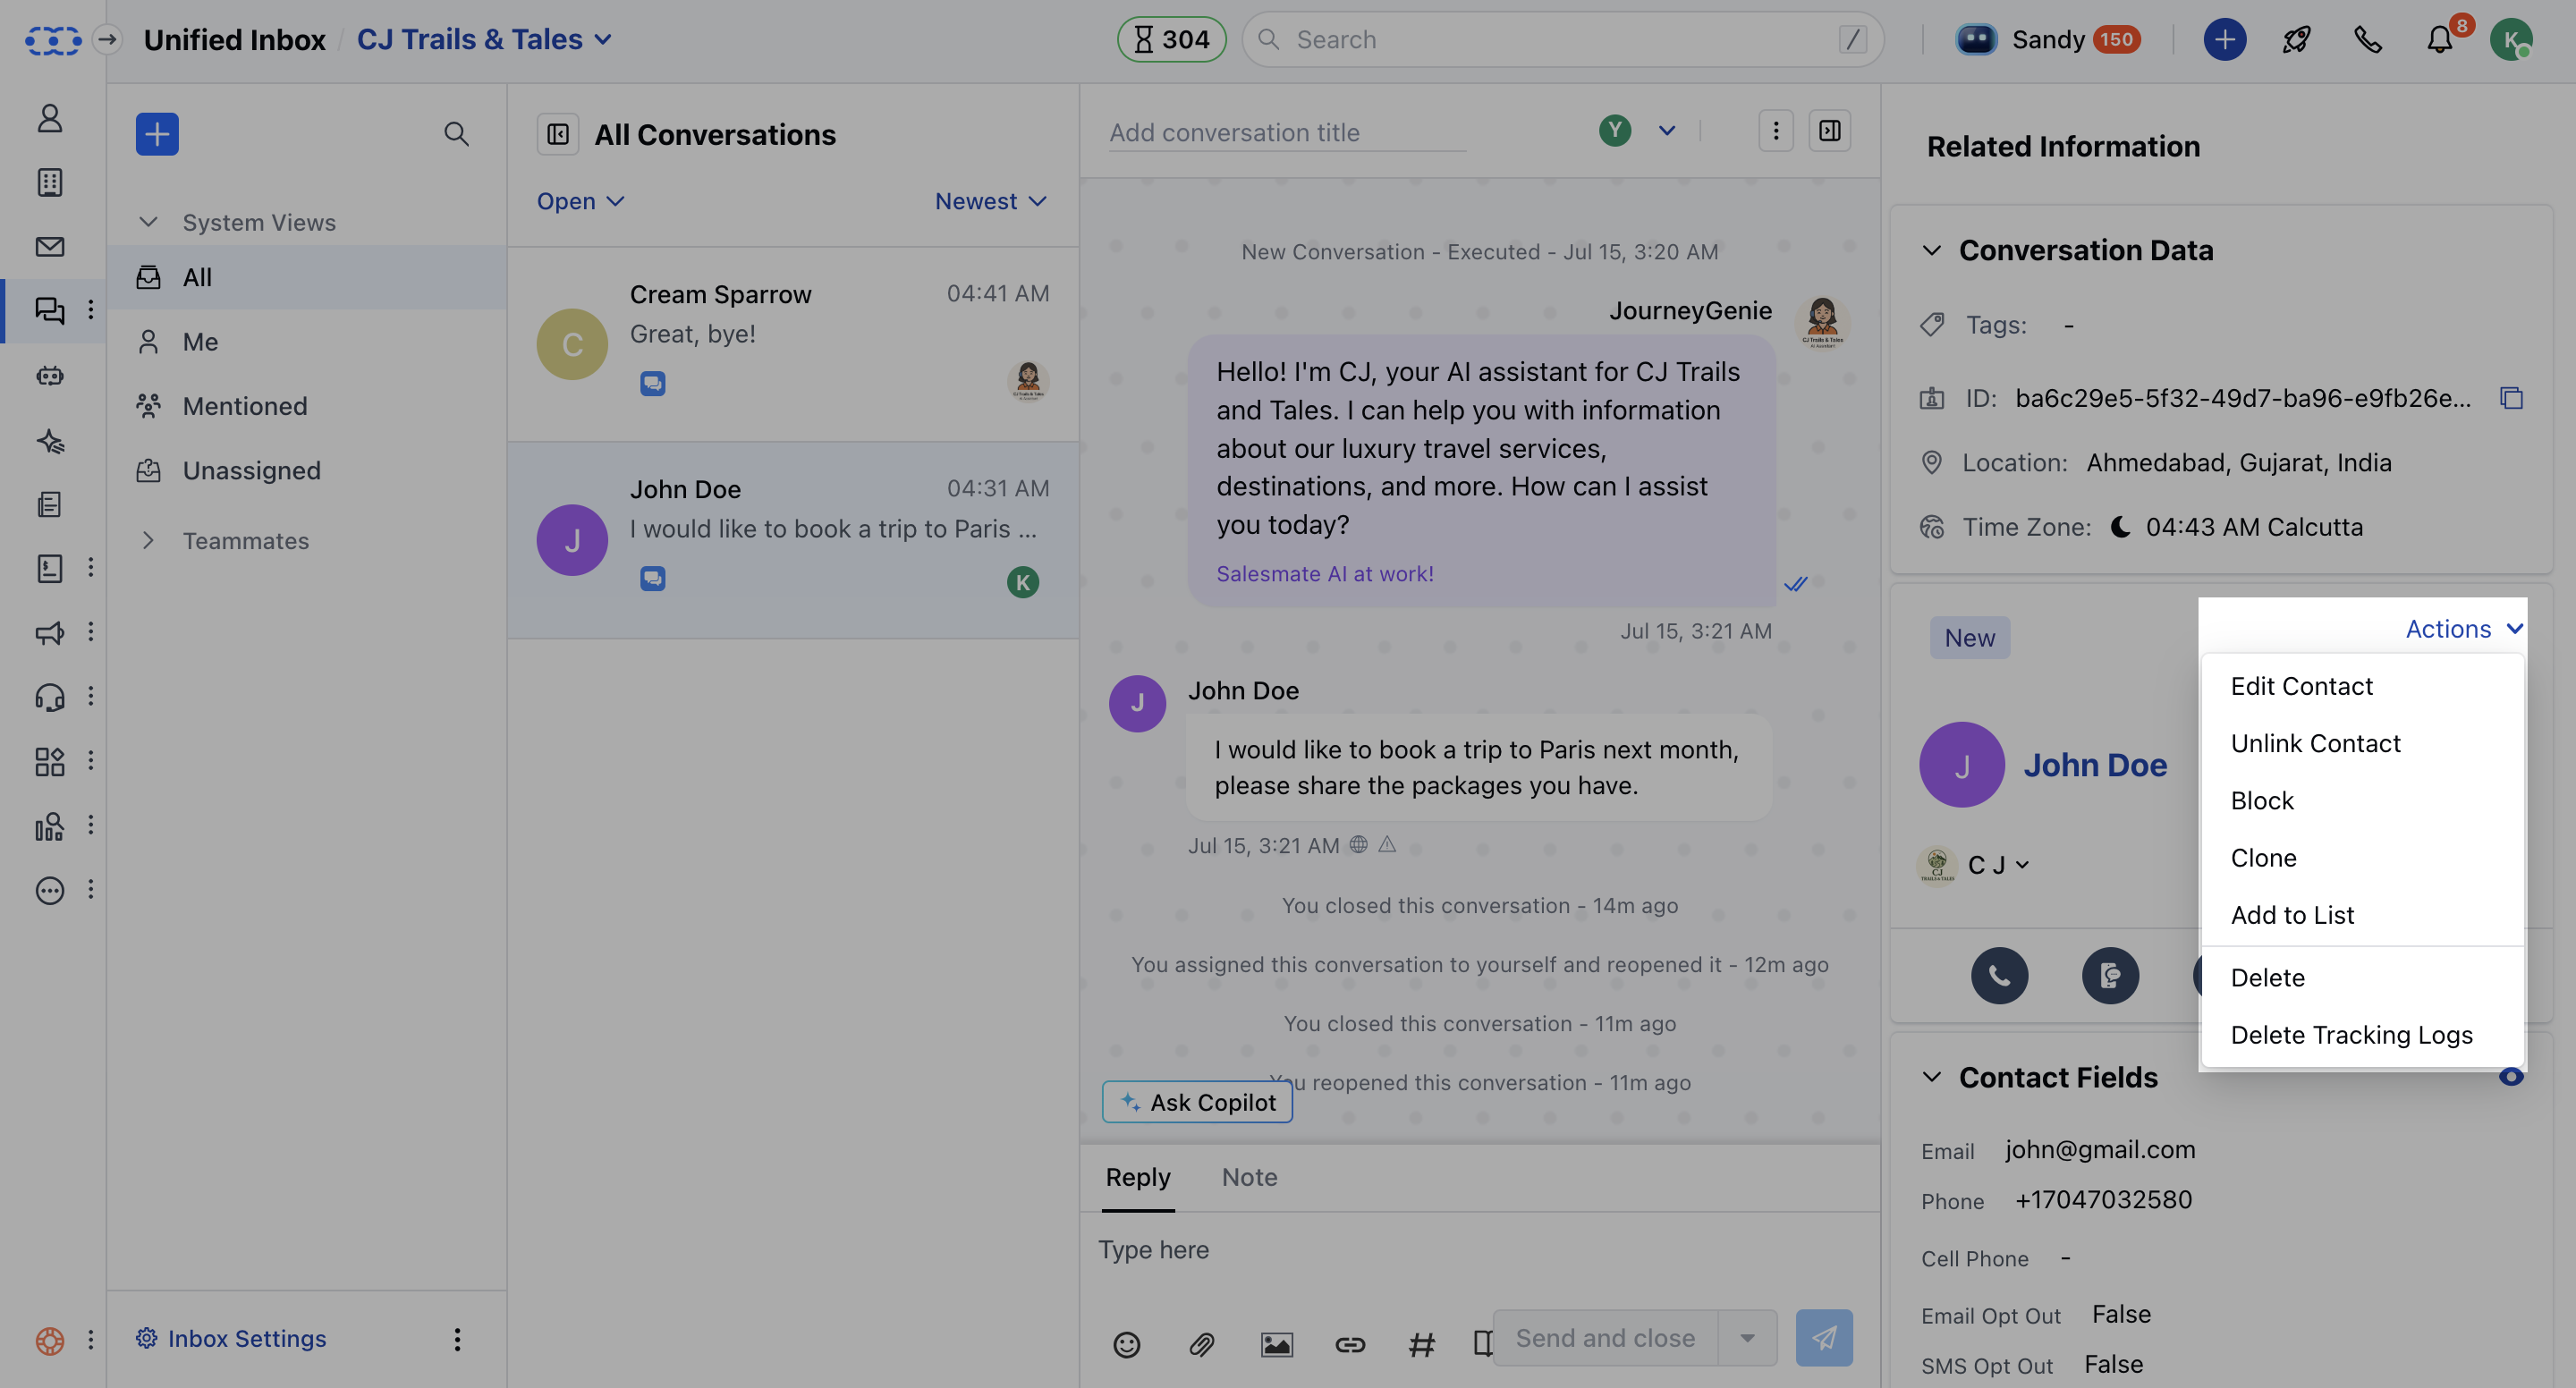 Unified Inbox / CJ Trails & Tales
304
Search /
Sandy 150
8
K
System Views
All
Me
Mentioned
Unassigned
Teammates
Inbox Settings
All Conversations
Open
Newest
C
Cream Sparrow 04:41 AM
Great, bye!
J
John Doe 04:31 AM
I would like to book a trip to Paris ...
K
Add conversation title
Y
New Conversation - Executed - Jul 15, 3:20 AM
JourneyGenie
Hello! I'm CJ, your AI assistant for CJ Trails
and Tales. I can help you with information
about our luxury travel services,
destinations, and more. How can I assist
you today?
Salesmate AI at work!
Jul 15, 3:21 AM
J
John Doe
I would like to book a trip to Paris next month,
please share the packages you have.
Jul 15, 3:21 AM
You closed this conversation - 14m ago
You assigned this conversation to yourself and reopened it - 12m ago
You closed this conversation - 11m ago
You reopened this conversation - 11m ago
Ask Copilot
Reply
Note
Type here
Send and close
Related Information
Conversation Data
Tags: -
ID: ba6c29e5-5f32-49d7-ba96-e9fb26e...
Location: Ahmedabad, Gujarat, India
Time Zone: 04:43 AM Calcutta
New
Actions
Edit Contact
Unlink Contact
Block
Clone
Add to List
Delete
Delete Tracking Logs
J
John Doe
CJ
C J
Contact Fields
Email john@gmail.com
Phone +17047032580
Cell Phone -
Email Opt Out False
SMS Opt Out False